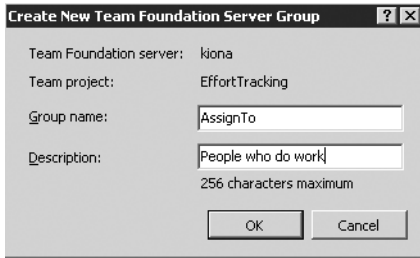 Create New Team Foundation Server Group
Team Foundation server: kiona
Team project: EffortTracking
Group name: AssignTo
Description: People who do work
256 characters maximum
OK Cancel